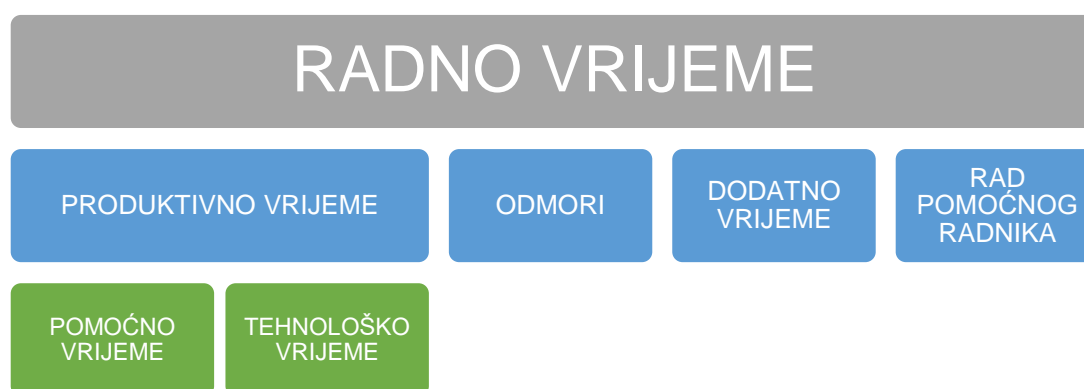 RADNO VRIJEME
PRODUKTIVNO VRIJEME
ODMORI
DODATNO
VRIJEME
RAD
POMOĆNOG
RADNIKA
POMOĆNO
VRIJEME
TEHNOLOŠKO
VRIJEME